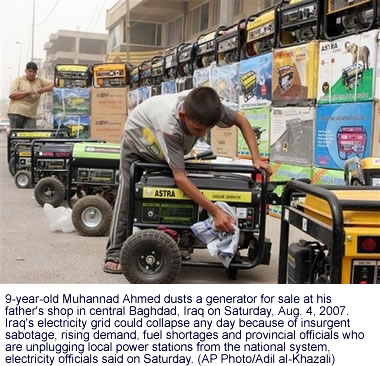 ASTRA
ASTRA
9-year-old Muhannad Ahmed dusts a generator for sale at his
father's shop in central Baghdad, Iraq on Saturday, Aug. 4, 2007.
Iraq's electricity grid could collapse any day because of insurgent
sabotage, rising demand, fuel shortages and provincial officials who
are unplugging local power stations from the national system,
electricity officials said on Saturday. (AP Photo/Adil al-Khazali)